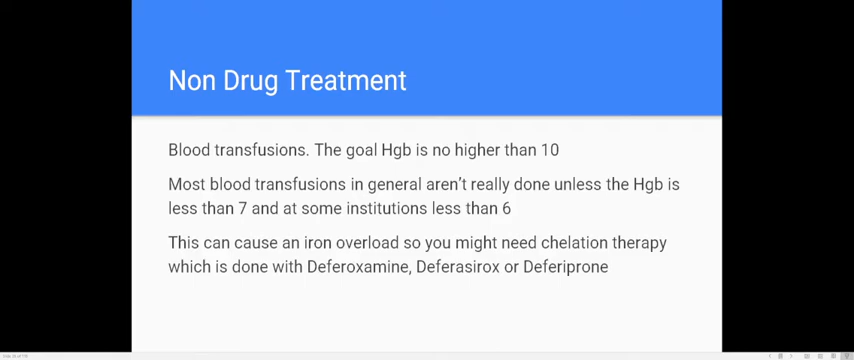 Non Drug Treatment
Blood transfusions. The goal Hgb is no higher than 10
Most blood transfusions in general aren't really done unless the Hgb is
less than 7 and at some institutions less than 6
This can cause an iron overload so you might need chelation therapy
which is done with Deferoxamine, Deferasirox or Deferiprone